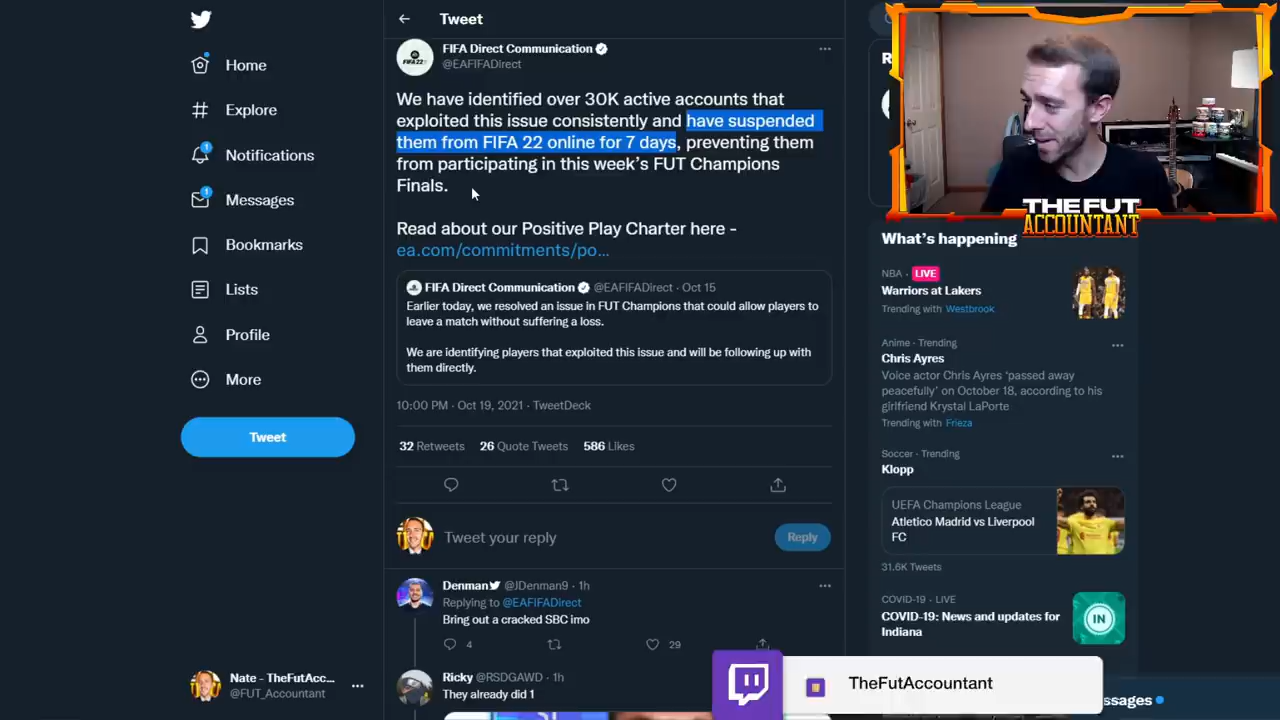 Home
Explore
Notifications
Messages
Bookmarks
Lists
Profile
More
Tweet
Nate - TheFutAcc...
@FUT_Accountant
Tweet
FIFA Direct Communication
@EAFIFADirect
We have identified over 30K active accounts that
exploited this issue consistently and have suspended
them from FIFA 22 online for 7 days, preventing them
from participating in this week's FUT Champions
Finals.
Read about our Positive Play Charter here -
ea.com/commitments/po...
FIFA Direct Communication @EAFIFADirect · Oct 15
Earlier today, we resolved an issue in FUT Champions that could allow players to
leave a match without suffering a loss.
We are identifying players that exploited this issue and will be following up with
them directly.
10:00 PM · Oct 19, 2021 · TweetDeck
32 Retweets 26 Quote Tweets 586 Likes
Tweet your reply
Reply
Denman @JDenman9 · 1h
Replying to @EAFIFADirect
Bring out a cracked SBC imo
4 29
Ricky @RSDGAWD · 1h
They already did 1
THE FUT
ACCOUNTANT
What's happening
NBA · LIVE
Warriors at Lakers
Trending with Westbrook
Anime · Trending
Chris Ayres
Voice actor Chris Ayres 'passed away
peacefully' on October 18, according to his
girlfriend Krystal LaPorte
Trending with Frieza
Soccer · Trending
Klopp
UEFA Champions League
Atletico Madrid vs Liverpool
FC
31.6K Tweets
COVID-19 · LIVE
COVID-19: News and updates for
Indiana
IN
TheFutAccountant
ssages